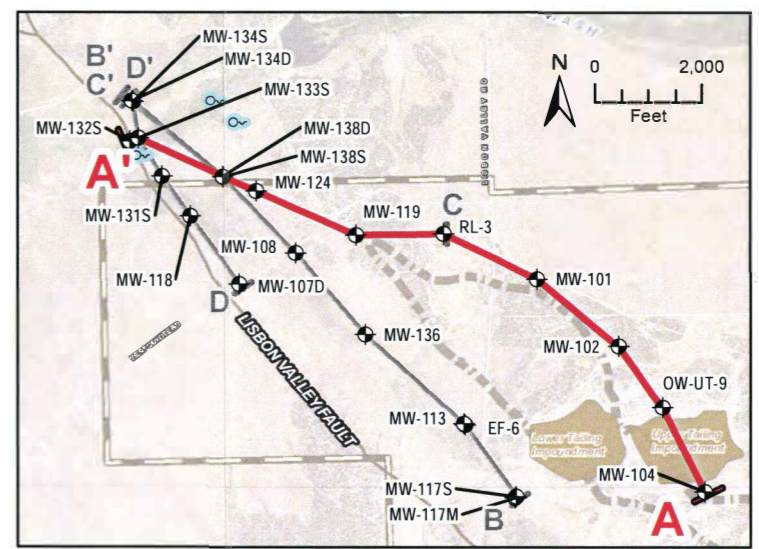 B'
C'
D'
MW-134S
MW-134D
MW-133S
MW-132S
A'
MW-138D
MW-138S
MW-124
MW-131S
MW-118
D
MW-107D
MW-108
MW-119
C
RL-3
MW-101
MW-136
MW-102
OW-UT-9
MW-113
EF-6
MW-104
MW-117S
MW-117M
B
A
LISBON VALLEY FAULT
Lower Tailing
Impoundment
Upper Tailing
Impoundment
N
0
2,000
Feet